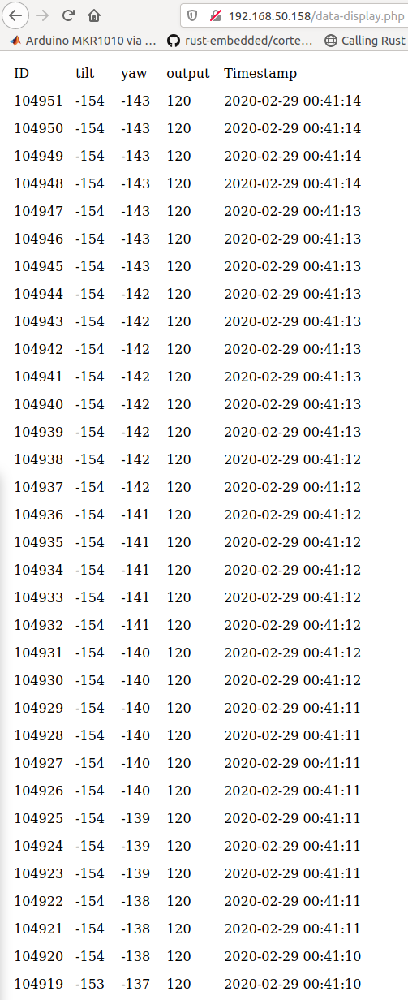 192.168.50.158/data-display.php
Arduino MKR1010 via ... rust-embedded/corte... Calling Rust
ID tilt yaw output Timestamp
104951 -154 -143 120 2020-02-29 00:41:14
104950 -154 -143 120 2020-02-29 00:41:14
104949 -154 -143 120 2020-02-29 00:41:14
104948 -154 -143 120 2020-02-29 00:41:14
104947 -154 -143 120 2020-02-29 00:41:13
104946 -154 -143 120 2020-02-29 00:41:13
104945 -154 -143 120 2020-02-29 00:41:13
104944 -154 -142 120 2020-02-29 00:41:13
104943 -154 -142 120 2020-02-29 00:41:13
104942 -154 -142 120 2020-02-29 00:41:13
104941 -154 -142 120 2020-02-29 00:41:13
104940 -154 -142 120 2020-02-29 00:41:13
104939 -154 -142 120 2020-02-29 00:41:13
104938 -154 -142 120 2020-02-29 00:41:12
104937 -154 -142 120 2020-02-29 00:41:12
104936 -154 -141 120 2020-02-29 00:41:12
104935 -154 -141 120 2020-02-29 00:41:12
104934 -154 -141 120 2020-02-29 00:41:12
104933 -154 -141 120 2020-02-29 00:41:12
104932 -154 -141 120 2020-02-29 00:41:12
104931 -154 -140 120 2020-02-29 00:41:12
104930 -154 -140 120 2020-02-29 00:41:12
104929 -154 -140 120 2020-02-29 00:41:11
104928 -154 -140 120 2020-02-29 00:41:11
104927 -154 -140 120 2020-02-29 00:41:11
104926 -154 -140 120 2020-02-29 00:41:11
104925 -154 -139 120 2020-02-29 00:41:11
104924 -154 -139 120 2020-02-29 00:41:11
104923 -154 -139 120 2020-02-29 00:41:11
104922 -154 -138 120 2020-02-29 00:41:11
104921 -154 -138 120 2020-02-29 00:41:11
104920 -154 -138 120 2020-02-29 00:41:10
104919 -153 -137 120 2020-02-29 00:41:10